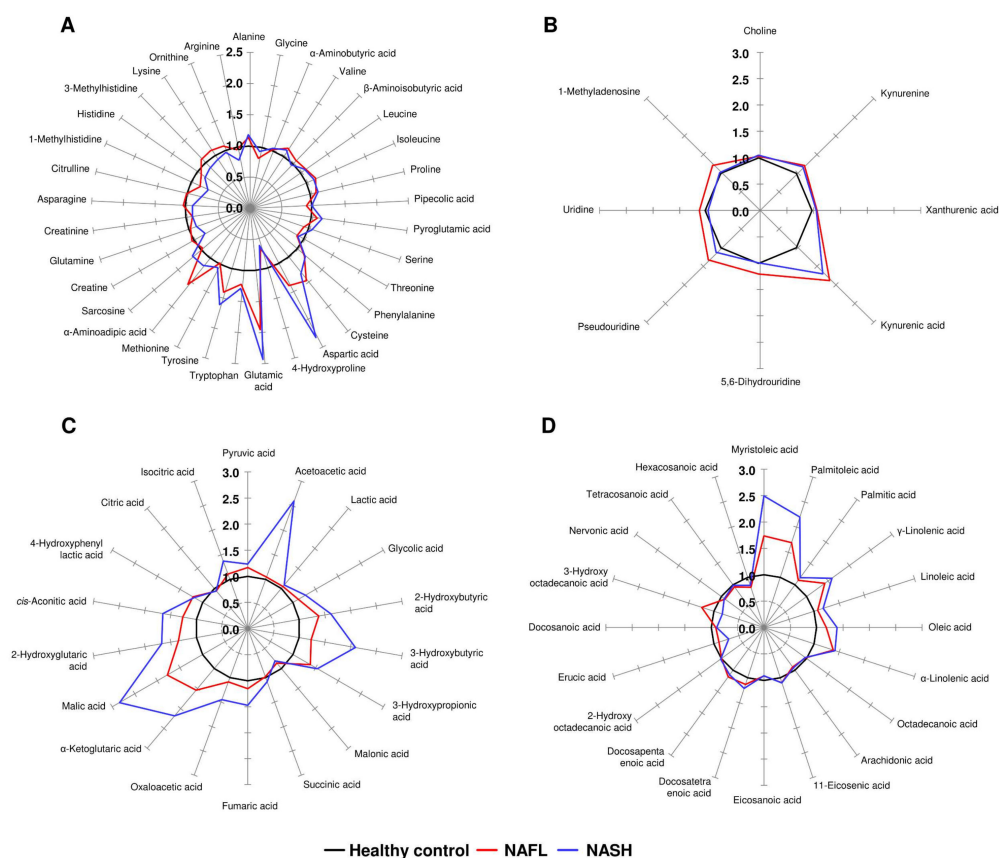 A
Alanine
Glycine
α-Aminobutyric acid
Valine
β-Aminoisobutyric acid
Leucine
Isoleucine
Proline
Pipecolic acid
Pyroglutamic acid
Serine
Threonine
Phenylalanine
Cysteine
Aspartic acid
4-Hydroxyproline
Glutamic
acid
Tryptophan
Tyrosine
Methionine
α-Aminoadipic acid
Sarcosine
Creatine
Glutamine
Creatinine
Asparagine
Citrulline
1-Methylhistidine
Histidine
3-Methylhistidine
Lysine
Ornithine
Arginine
2.5
2.0
1.5
1.0
0.5
0.0
B
Choline
Kynurenine
Xanthurenic acid
Kynurenic acid
5,6-Dihydrouridine
Pseudouridine
Uridine
1-Methyladenosine
3.0
2.5
2.0
1.5
1.0
0.5
0.0
C
Pyruvic acid
Acetoacetic acid
Lactic acid
Glycolic acid
2-Hydroxybutyric
acid
3-Hydroxybutyric
acid
3-Hydroxypropionic
acid
Malonic acid
Succinic acid
Fumaric acid
Oxaloacetic acid
α-Ketoglutaric acid
Malic acid
2-Hydroxyglutaric
acid
cis-Aconitic acid
4-Hydroxyphenyl
lactic acid
Citric acid
Isocitric acid
3.0
2.5
2.0
1.5
1.0
0.5
0.0
D
Myristoleic acid
Palmitoleic acid
Palmitic acid
γ-Linolenic acid
Linoleic acid
Oleic acid
α-Linolenic acid
Octadecanoic acid
Arachidonic acid
11-Eicosenic acid
Eicosanoic acid
Docosatetra
enoic acid
Docosapenta
enoic acid
2-Hydroxy
octadecanoic acid
Erucic acid
Docosanoic acid
3-Hydroxy
octadecanoic acid
Nervonic acid
Tetracosanoic acid
Hexacosanoic acid
3.0
2.5
2.0
1.5
1.0
0.5
0.0
Healthy control NAFL NASH